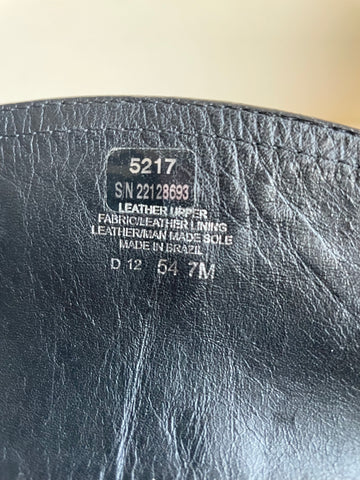 5217
S/N 22128693
LEATHER UPPER
FABRIC/LEATHER LINING
LEATHER/MAN MADE SOLE
MADE IN BRAZIL
D 12 54 7M